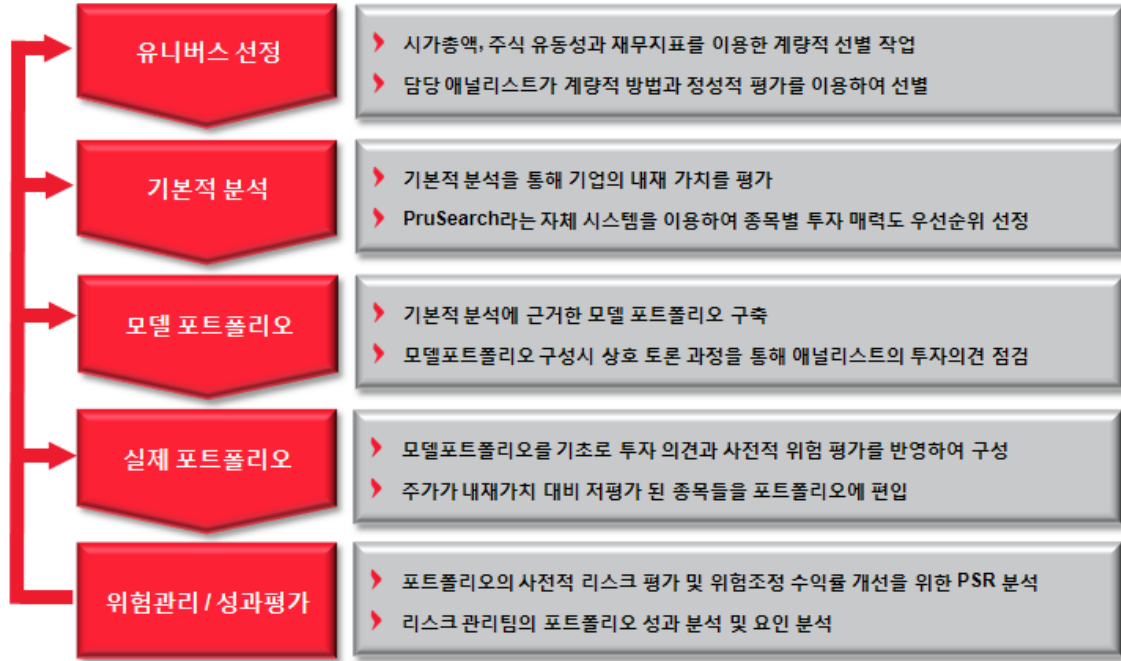 유니버스 선정
시가총액, 주식 유동성과 재무지표를 이용한 계량적 선별 작업
담당 애널리스트가 계량적 방법과 정성적 평가를 이용하여 선별
기본적 분석
기본적 분석을 통해 기업의 내재 가치를 평가
PruSearch라는 자체 시스템을 이용하여 종목별 투자 매력도 우선순위 선정
모델 포트폴리오
기본적 분석에 근거한 모델 포트폴리오 구축
모델포트폴리오 구성시 상호 토론 과정을 통해 애널리스트의 투자의견 점검
실제 포트폴리오
모델포트폴리오를 기초로 투자 의견과 사전적 위험 평가를 반영하여 구성
주가가 내재가치 대비 저평가 된 종목들을 포트폴리오에 편입
위험관리 / 성과평가
포트폴리오의 사전적 리스크 평가 및 위험조정 수익률 개선을 위한 PSR 분석
리스크 관리팀의 포트폴리오 성과 분석 및 요인 분석